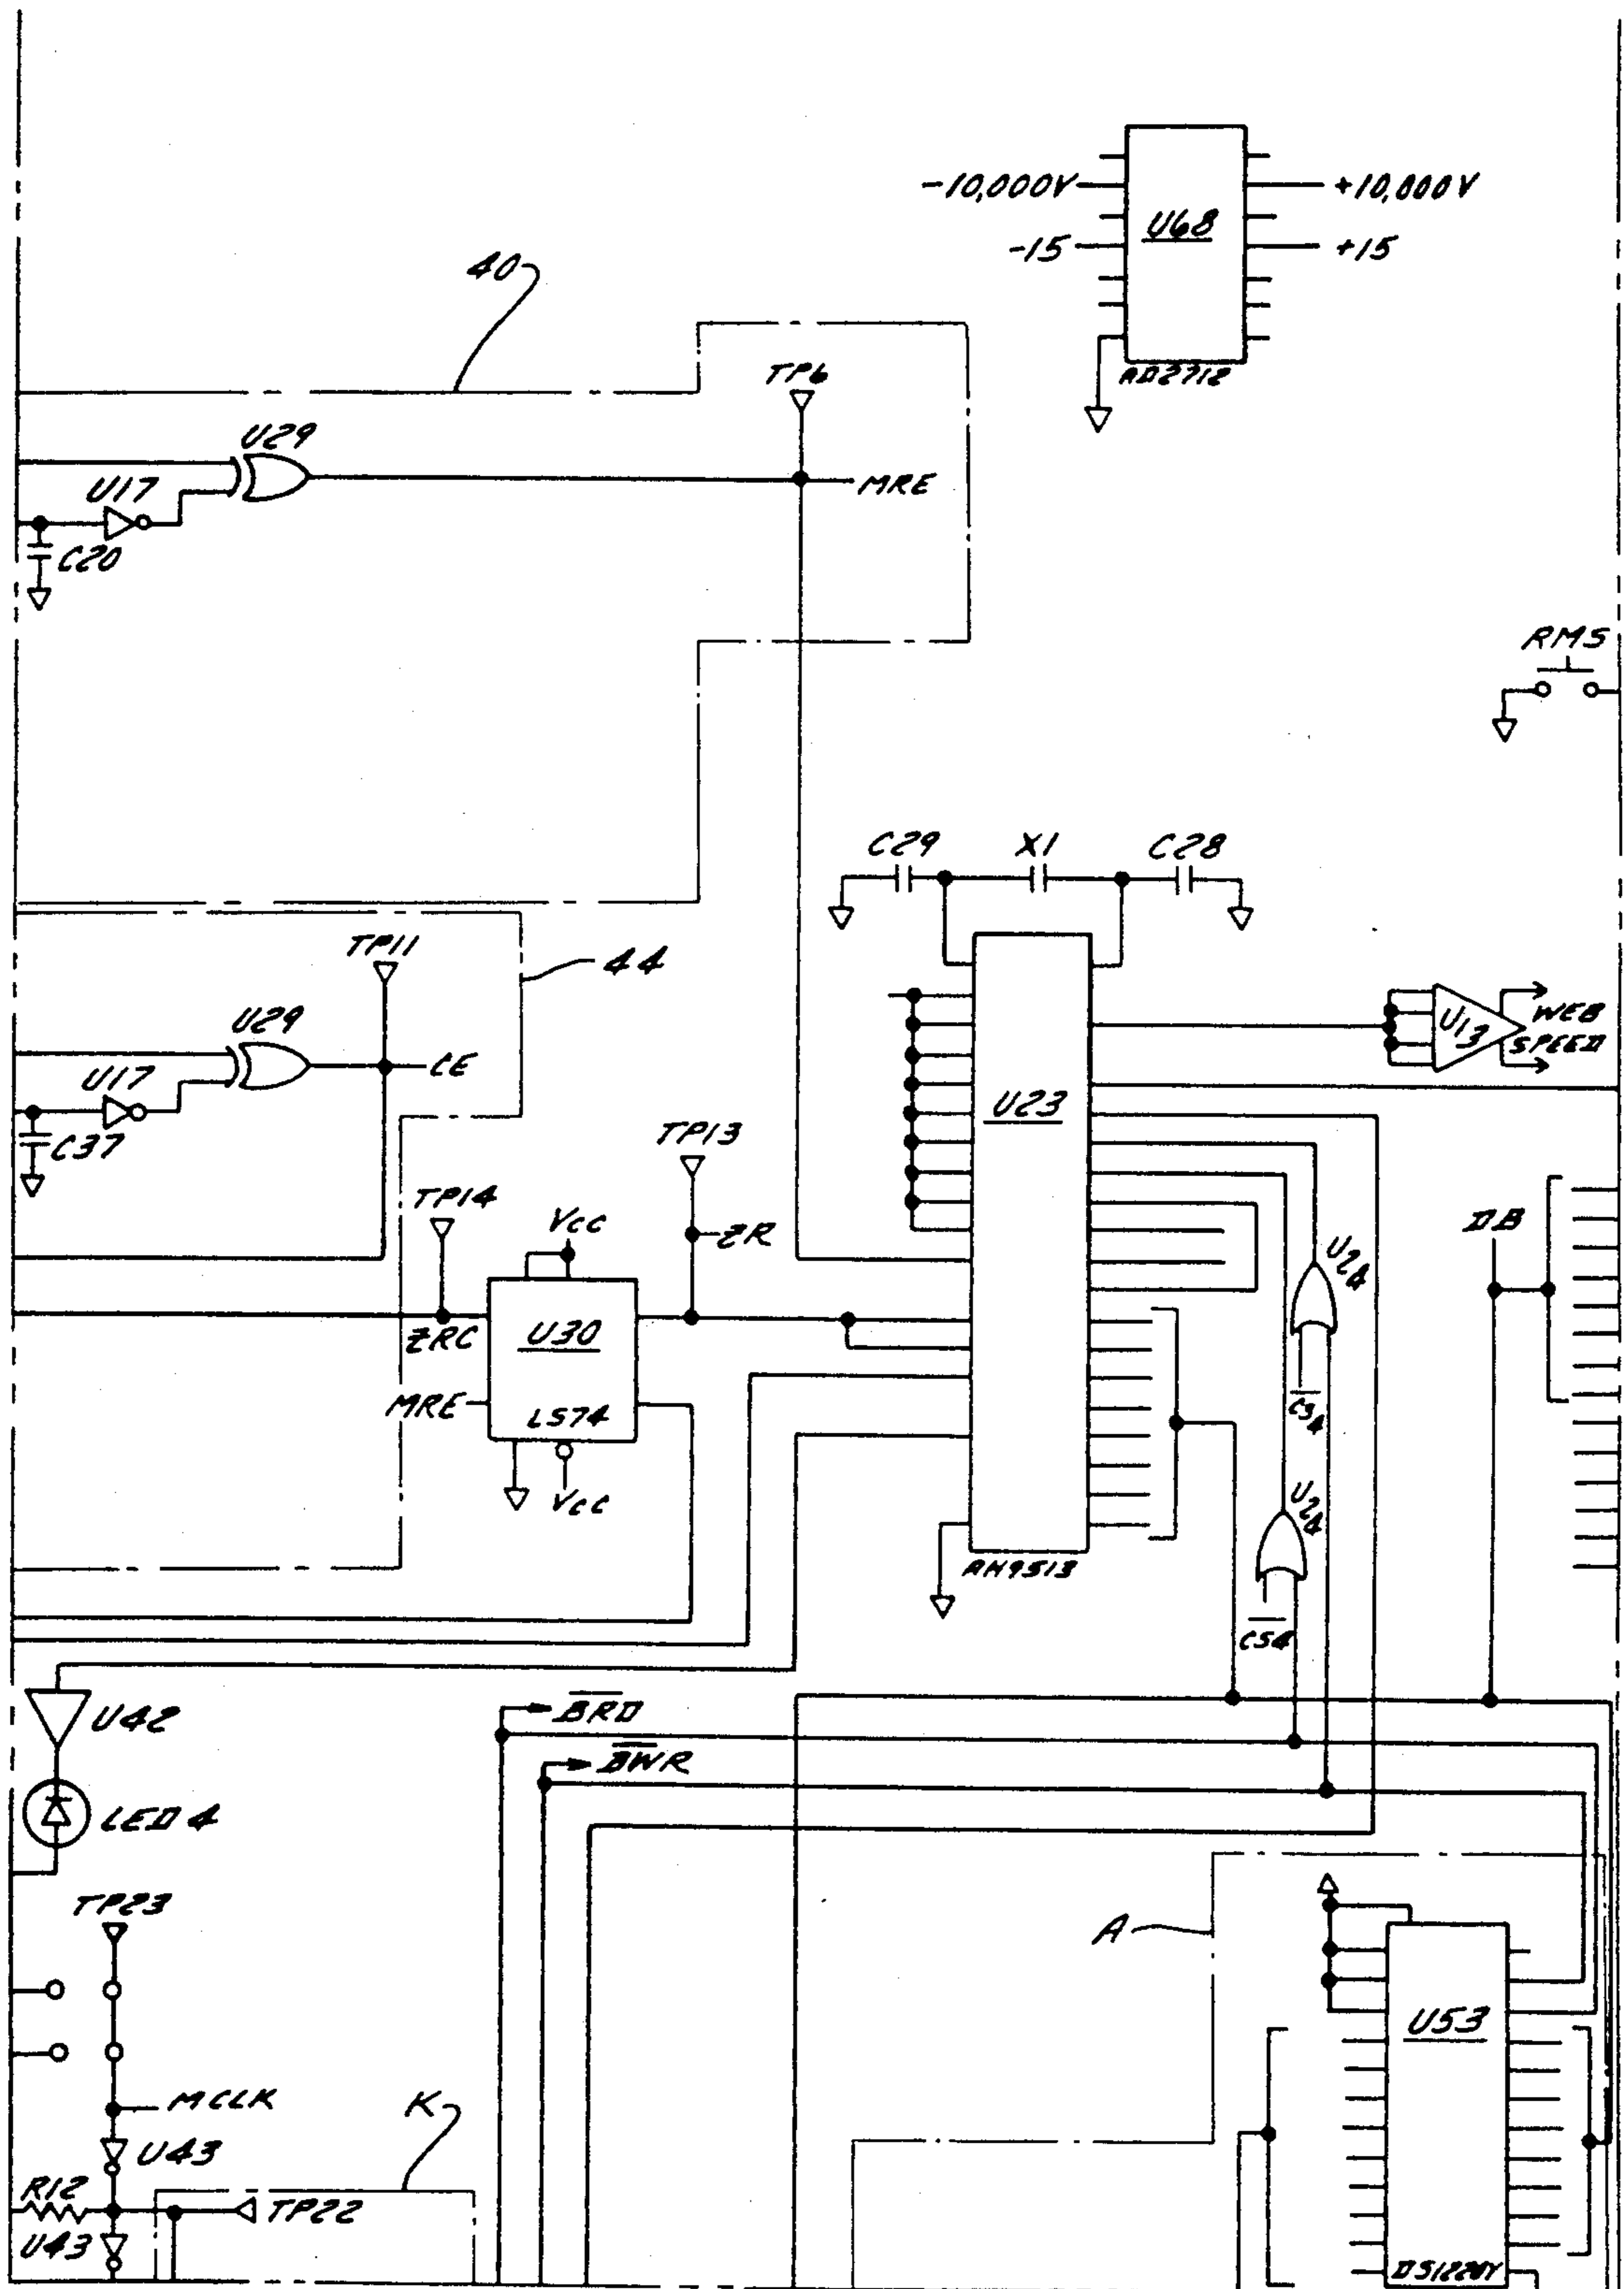 -10,000V
+10,000V
U68
-15
+15
AD2712
40
TP6
U29
MRE
U17
C20
RMS
C29
X1
C28
TP11
44
U29
CE
U17
C37
U13
WEB
SPEED
U23
TP13
TP14
VCC
ZR
DB
U24
ZRC
U30
MRE
LS74
CS4
VCC
U24
AM9513
CS4
U42
BRD
BWR
LED4
TP23
A
U53
MCLK
K
U43
R12
TP22
U43
DS1220Y